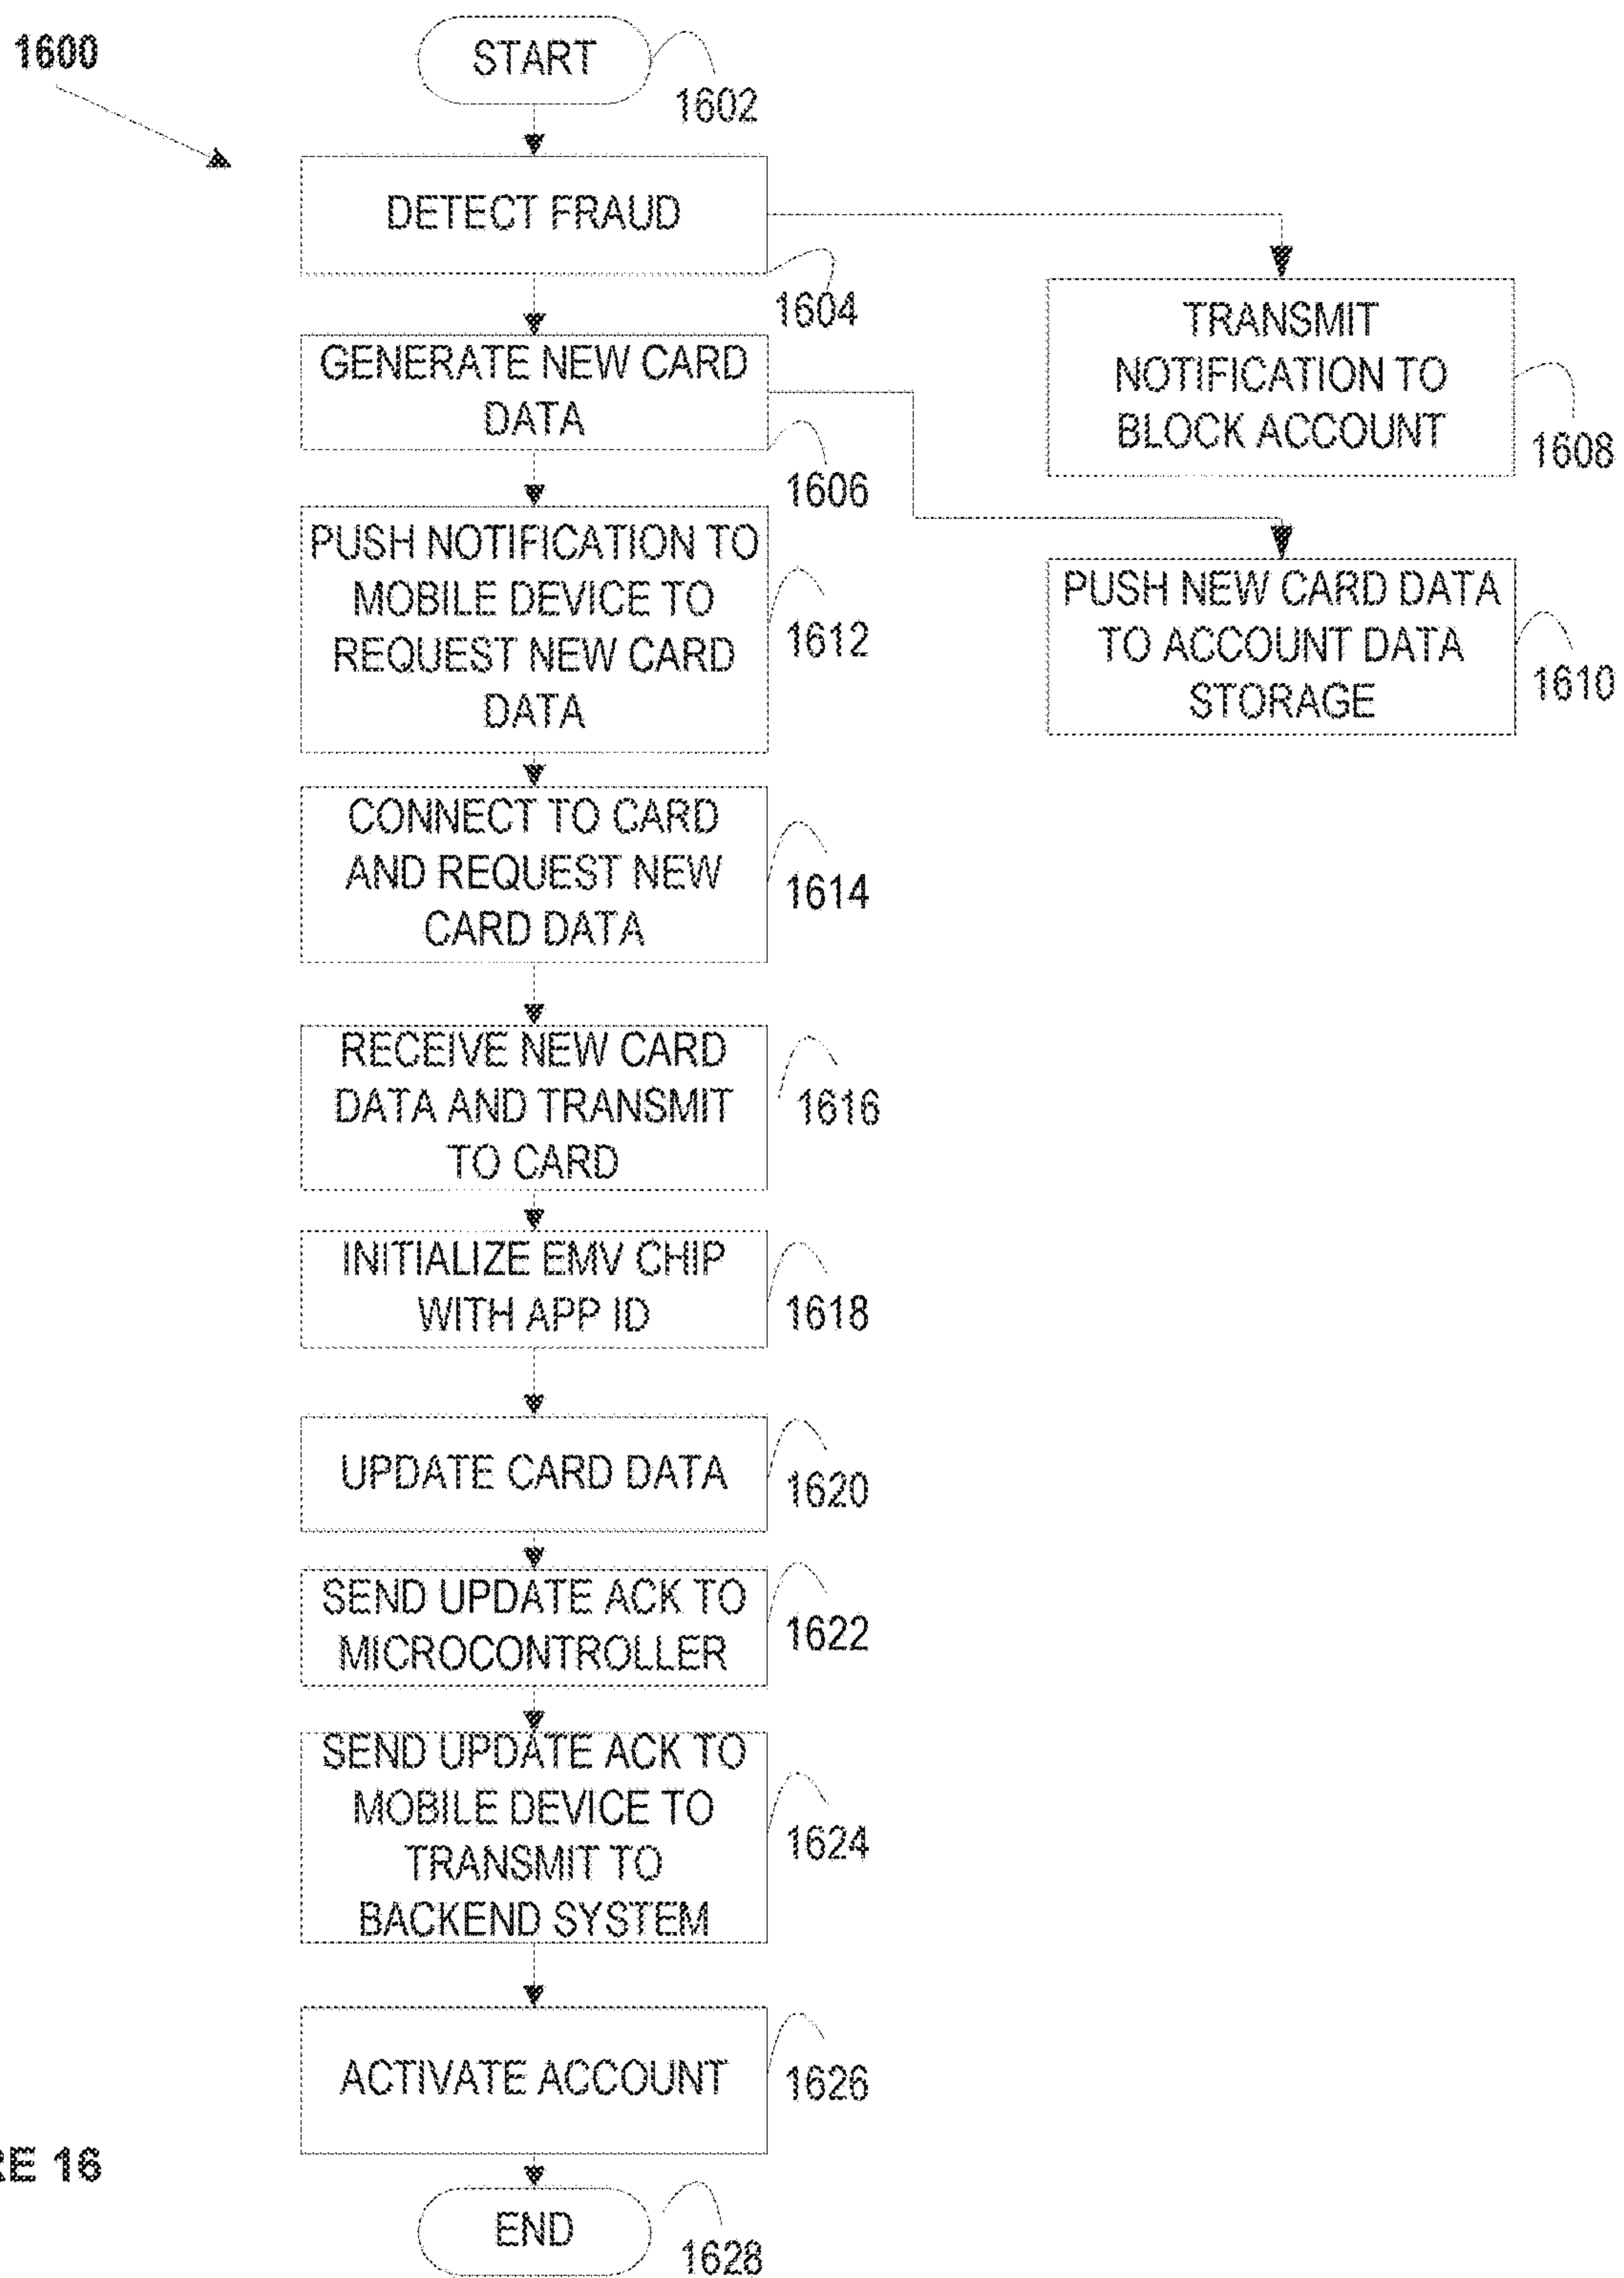 1600
START
1602
DETECT FRAUD
1604
GENERATE NEW CARD
DATA
1606
TRANSMIT
NOTIFICATION TO
BLOCK ACCOUNT
1608
PUSH NOTIFICATION TO
MOBILE DEVICE TO
REQUEST NEW CARD
DATA
1612
PUSH NEW CARD DATA
TO ACCOUNT DATA
STORAGE
1610
CONNECT TO CARD
AND REQUEST NEW
CARD DATA
1614
RECEIVE NEW CARD
DATA AND TRANSMIT
TO CARD
1616
INITIALIZE EMV CHIP
WITH APP ID
1618
UPDATE CARD DATA
1620
SEND UPDATE ACK TO
MICROCONTROLLER
1622
SEND UPDATE ACK TO
MOBILE DEVICE TO
TRANSMIT TO
BACKEND SYSTEM
1624
ACTIVATE ACCOUNT
1626
RE 16
END
1628